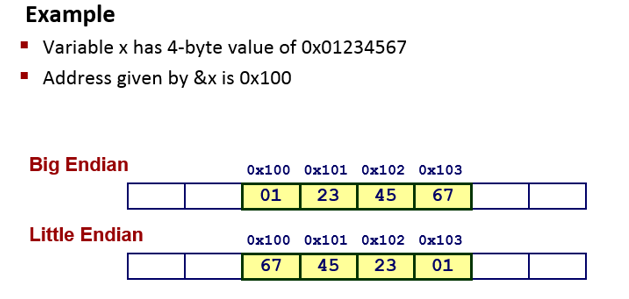 Example
Variable x has 4-byte value of 0x01234567
Address given by &x is 0x100
Big Endian
0x100 0x101 0x102 0x103
01 23 45 67
Little Endian
0x100 0x101 0x102 0x103
67 45 23 01